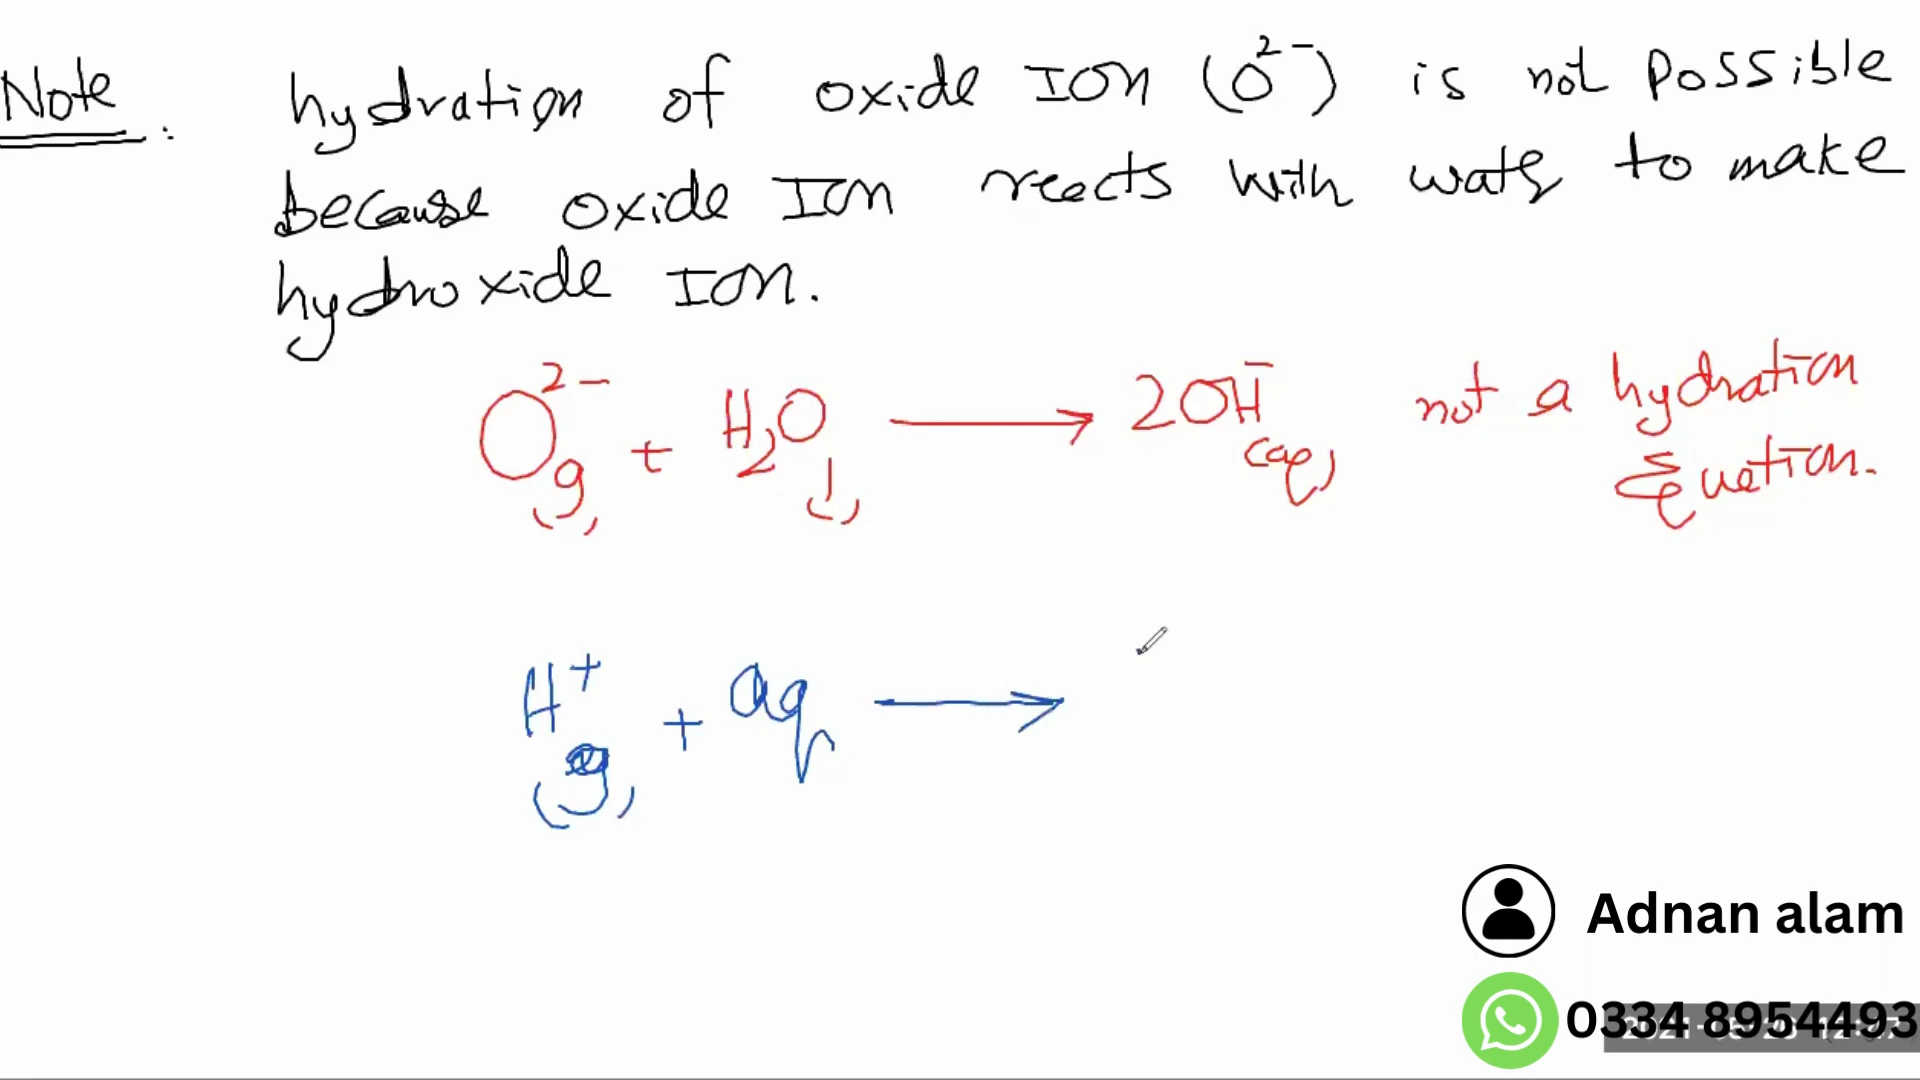 Note: hydration of oxide Ion (O²⁻) is not possible
because oxide Ion reacts with water to make
hydroxide Ion.
O²⁻(g) + H₂O(l) ⟶ 2OH⁻(aq) not a hydration
Equation.
H⁺(g) + aq ⟶
Adnan alam
0334 8954493